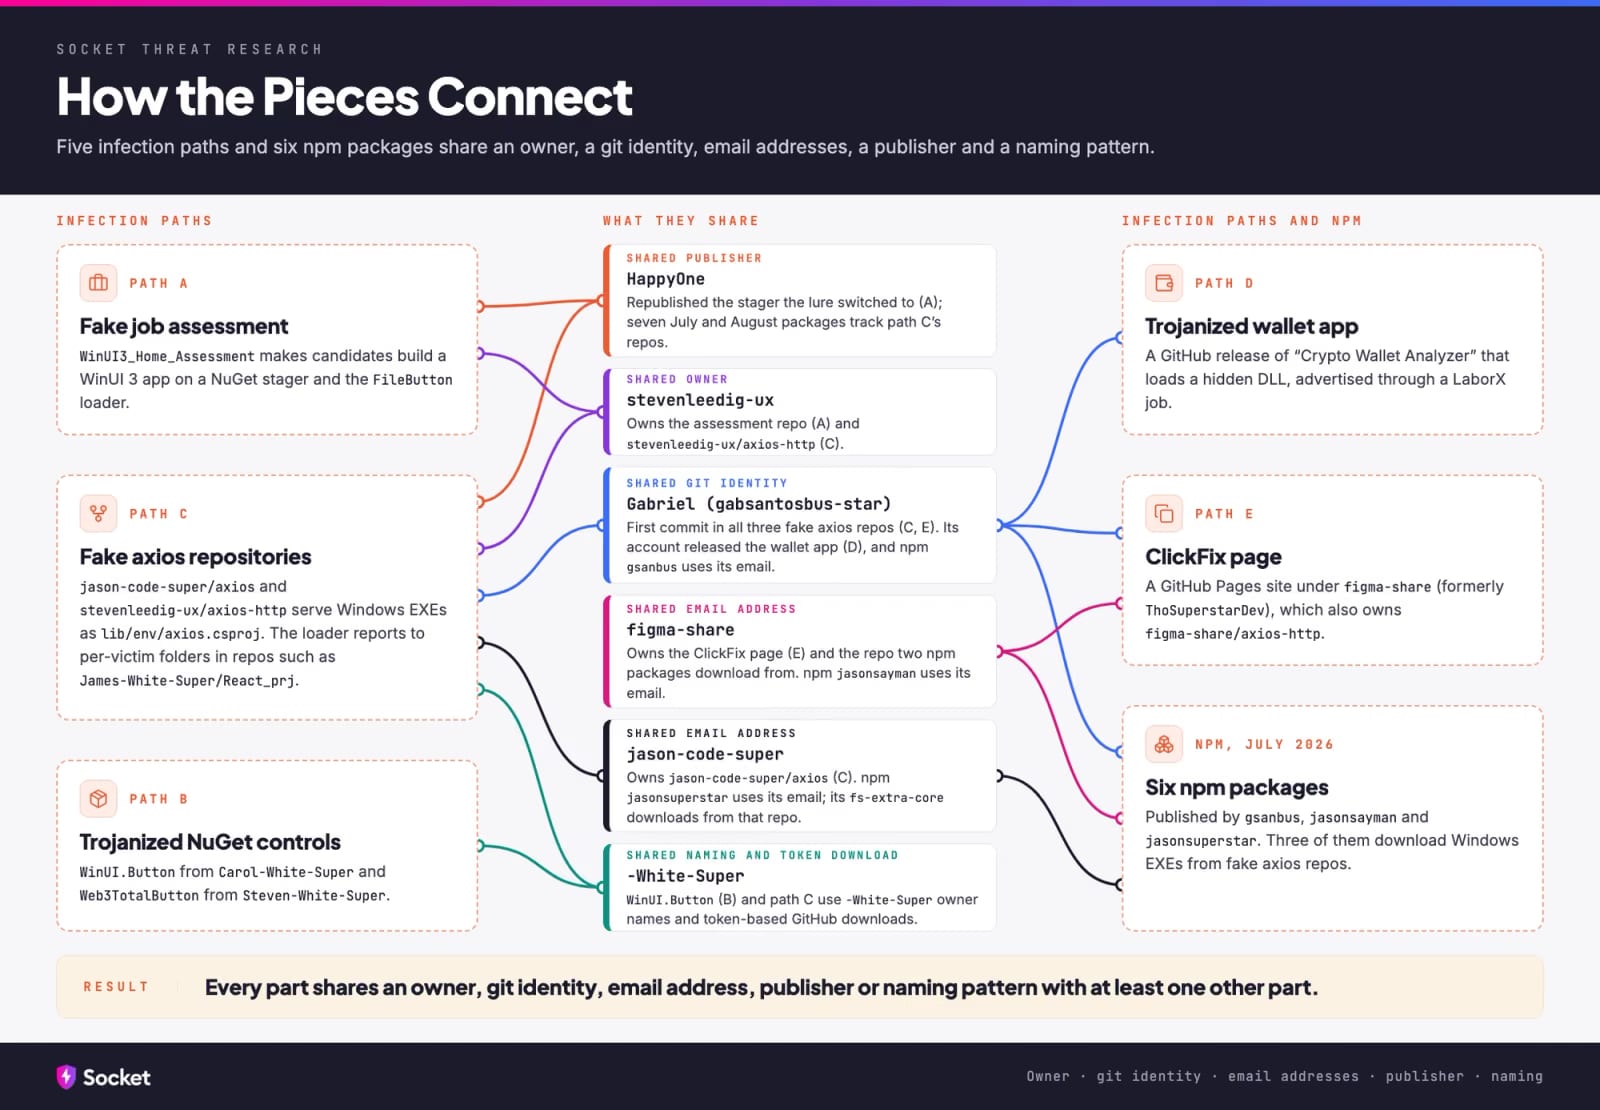 SOCKET THREAT RESEARCH
How the Pieces Connect
Five infection paths and six npm packages share an owner, a git identity, email addresses, a publisher and a naming pattern.
INFECTION PATHS
PATH A
Fake job assessment
WinUI3_Home_Assessment makes candidates build a
WinUI 3 app on a NuGet stager and the FileButton
loader.
PATH C
Fake axios repositories
jason-code-super/axios and
stevenleedig-ux/axios-http serve Windows EXEs
as lib/env/axios.csproj. The loader reports to
per-victim folders in repos such as
James-White-Super/React_prj.
PATH B
Trojanized NuGet controls
WinUI.Button from Carol-White-Super and
Web3TotalButton from Steven-White-Super.
WHAT THEY SHARE
SHARED PUBLISHER
HappyOne
Republished the stager the lure switched to (A);
seven July and August packages track path C's
repos.
SHARED OWNER
stevenleedig-ux
Owns the assessment repo (A) and
stevenleedig-ux/axios-http (C).
SHARED GIT IDENTITY
Gabriel (gabsantosbus-star)
First commit in all three fake axios repos (C, E). Its
account released the wallet app (D), and npm
gsanbus uses its email.
SHARED EMAIL ADDRESS
figma-share
Owns the ClickFix page (E) and the repo two npm
packages download from. npm jasonsayman uses its
email.
SHARED EMAIL ADDRESS
jason-code-super
Owns jason-code-super/axios (C). npm
jasonsuperstar uses its email; its fs-extra-core
downloads from that repo.
SHARED NAMING AND TOKEN DOWNLOAD
-White-Super
WinUI.Button (B) and path C use -White-Super owner
names and token-based GitHub downloads.
INFECTION PATHS AND NPM
PATH D
Trojanized wallet app
A GitHub release of “Crypto Wallet Analyzer” that
loads a hidden DLL, advertised through a LaborX
job.
PATH E
ClickFix page
A GitHub Pages site under figma-share (formerly
ThoSuperstarDev), which also owns
figma-share/axios-http.
NPM, JULY 2026
Six npm packages
Published by gsanbus, jasonsayman and
jasonsuperstar. Three of them download Windows
EXEs from fake axios repos.
RESULT
Every part shares an owner, git identity, email address, publisher or naming pattern with at least one other part.
Socket
Owner · git identity · email addresses · publisher · naming